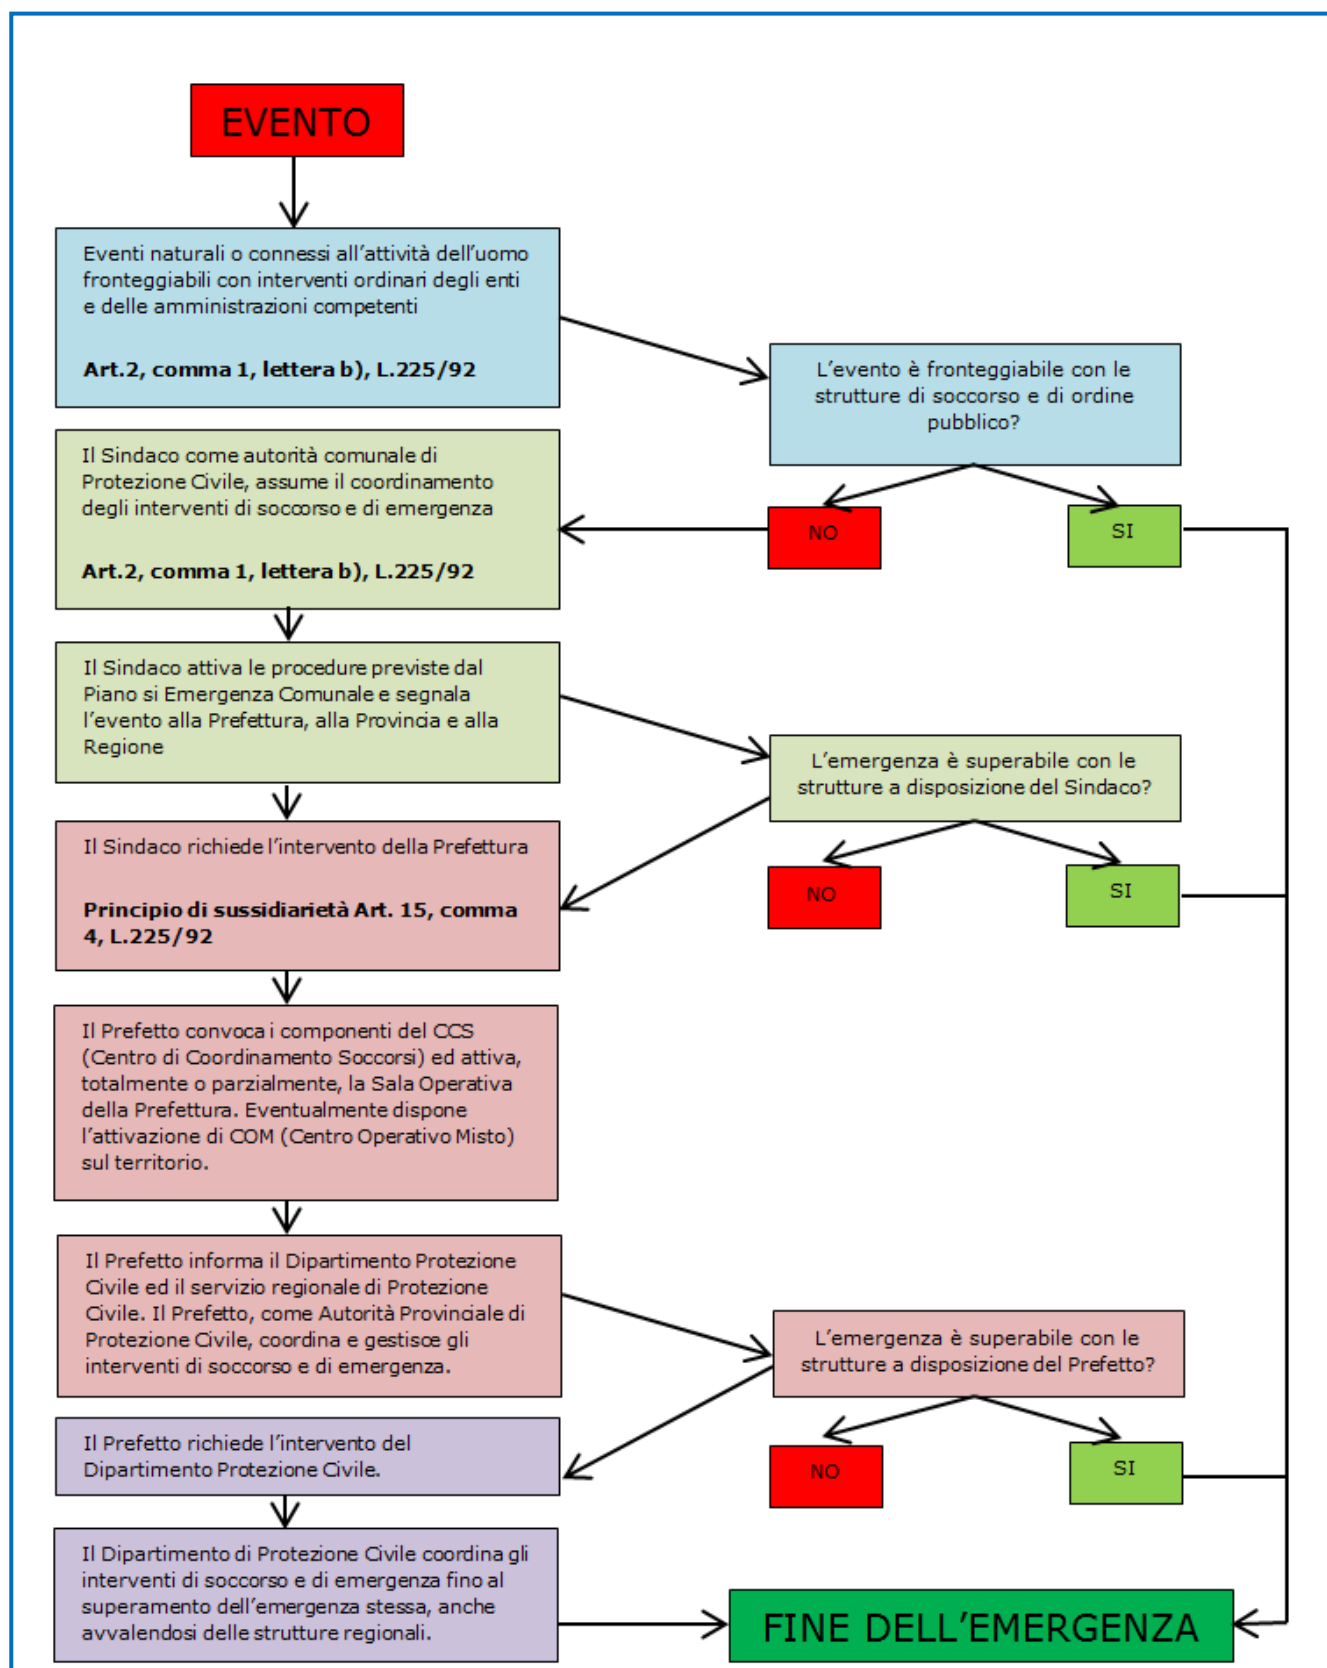 EVENTO
Eventi naturali o connessi all'attività dell'uomo
fronteggiabili con interventi ordinari degli enti
e delle amministrazioni competenti
Art.2, comma 1, lettera b), L.225/92
L'evento è fronteggiabile con le
strutture di soccorso e di ordine
pubblico?
Il Sindaco come autorità comunale di
Protezione Civile, assume il coordinamento
degli interventi di soccorso e di emergenza
Art.2, comma 1, lettera b), L.225/92
NO
SI
Il Sindaco attiva le procedure previste dal
Piano si Emergenza Comunale e segnala
l'evento alla Prefettura, alla Provincia e alla
Regione
L'emergenza è superabile con le
strutture a disposizione del Sindaco?
Il Sindaco richiede l'intervento della Prefettura
Principio di sussidiarietà Art. 15, comma
4, L.225/92
NO
SI
Il Prefetto convoca i componenti del CCS
(Centro di Coordinamento Soccorsi) ed attiva,
totalmente o parzialmente, la Sala Operativa
della Prefettura. Eventualmente dispone
l'attivazione di COM (Centro Operativo Misto)
sul territorio.
Il Prefetto informa il Dipartimento Protezione
Civile ed il servizio regionale di Protezione
Civile. Il Prefetto, come Autorità Provinciale di
Protezione Civile, coordina e gestisce gli
interventi di soccorso e di emergenza.
L'emergenza è superabile con le
strutture a disposizione del Prefetto?
Il Prefetto richiede l'intervento del
Dipartimento Protezione Civile.
NO
SI
Il Dipartimento di Protezione Civile coordina gli
interventi di soccorso e di emergenza fino al
superamento dell'emergenza stessa, anche
avvalendosi delle strutture regionali.
FINE DELL'EMERGENZA